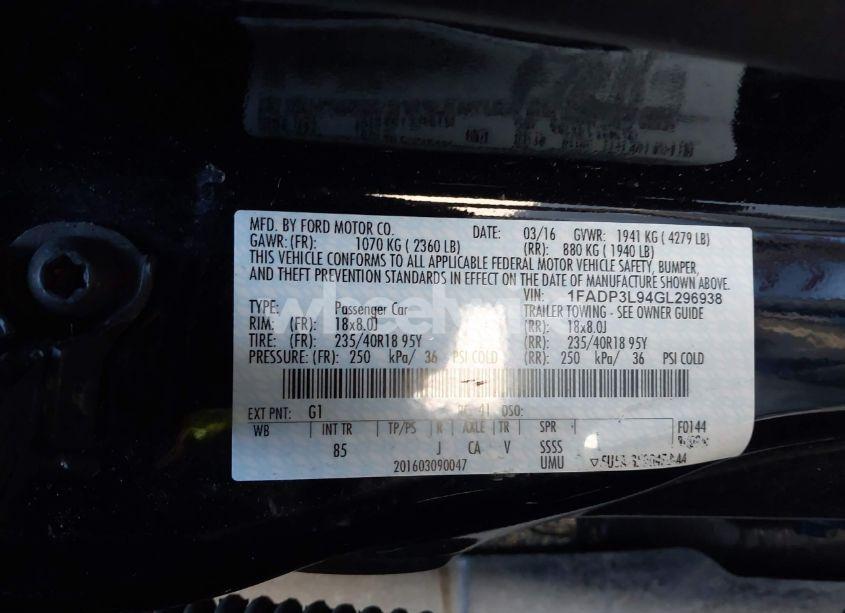 MFD. BY FORD MOTOR CO. DATE: 03/16 GVWR: 1941 KG ( 4279 LB)
GAWR: (FR): 1070 KG ( 2360 LB) (RR): 880 KG ( 1940 LB)
THIS VEHICLE CONFORMS TO ALL APPLICABLE FEDERAL MOTOR VEHICLE SAFETY, BUMPER,
AND THEFT PREVENTION STANDARDS IN EFFECT ON THE DATE OF MANUFACTURE SHOWN ABOVE.
VIN: 1FADP3L94GL296938
TYPE: Passenger Car TRAILER TOWING - SEE OWNER GUIDE
RIM: (FR) 18x8.0J (RR): 18x8.0J
TIRE: (FR): 235/40R18 95Y (RR): 235/40R18 95Y
PRESSURE: (FR): 250 kPa/ 36 PSI COLD (RR): 250 kPa/ 36 PSI COLD
EXT PNT: G1 RC: 41 DSO:
WB INT TR TP/PS R AXLE TR SPR F0144
85 J CA V SSSS
201603090047 UMU